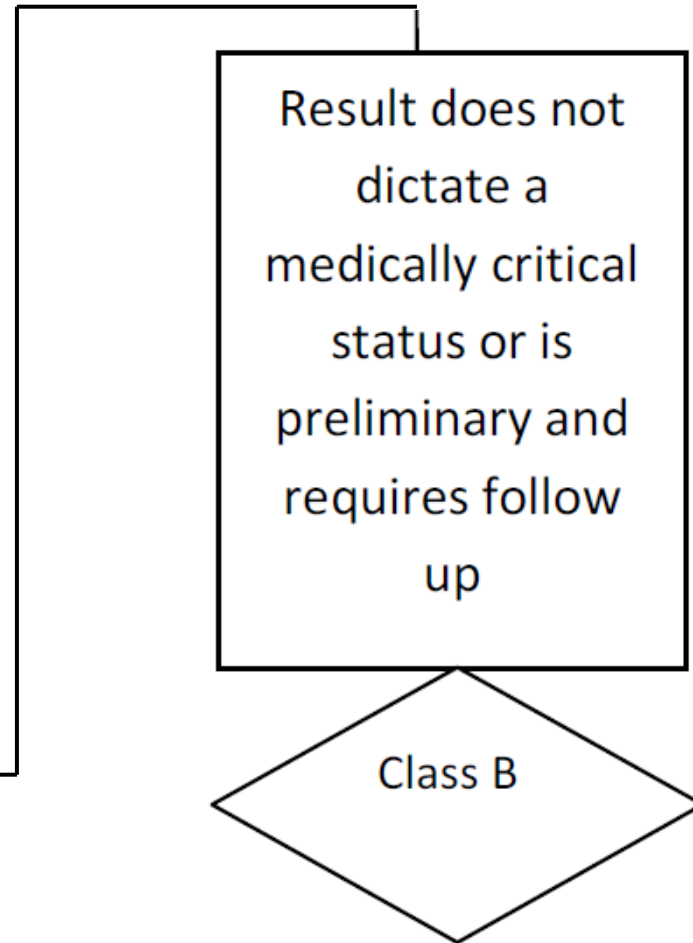 Result does not
dictate a
medically critical
status or is
preliminary and
requires follow
up
Class B